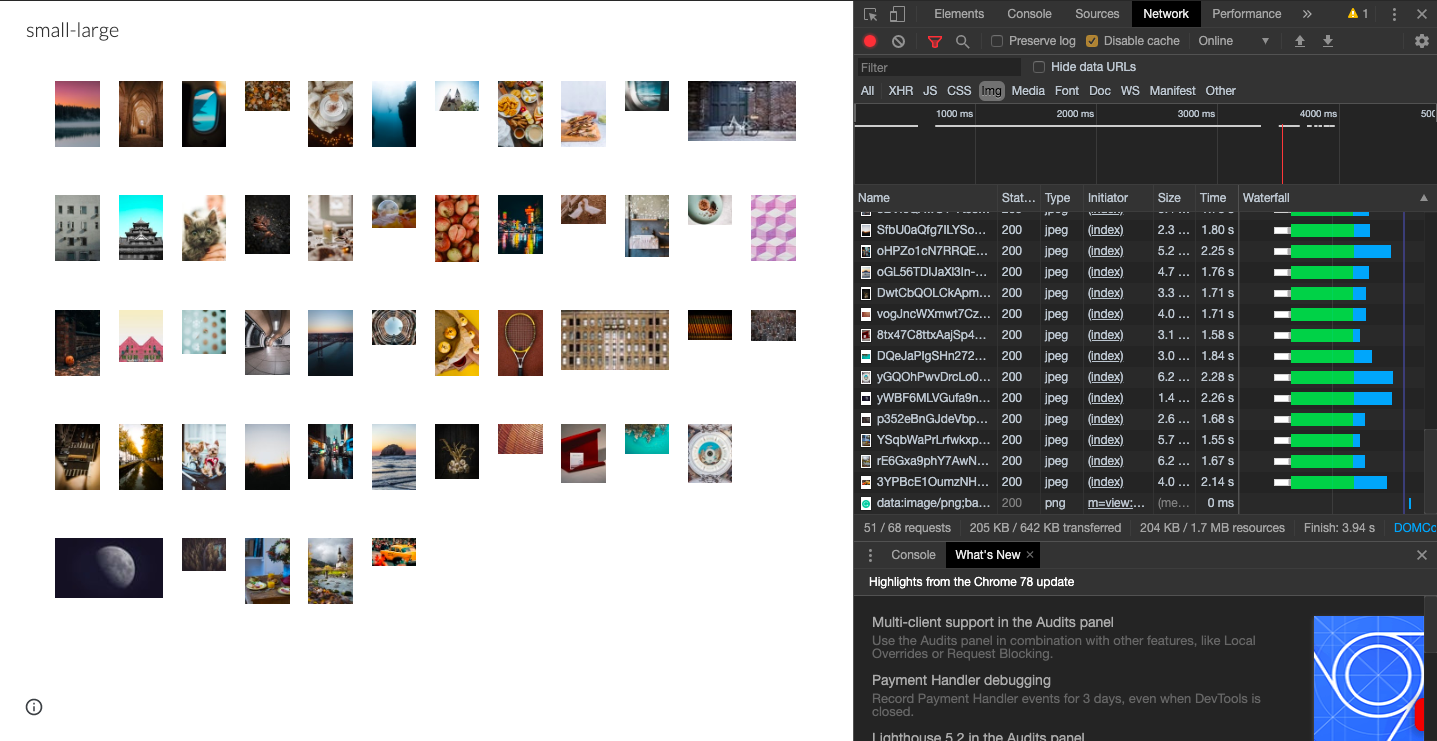 small-large
Elements Console Sources Network Performance » 1
Preserve log Disable cache Online
Filter Hide data URLs
All XHR JS CSS Img Media Font Doc WS Manifest Other
1000 ms 2000 ms 3000 ms 4000 ms 500
Name Stat… Type Initiator Size Time Waterfall
SfbU0aQfg7ILYSo… 200 jpeg (index) 2.3 … 1.80 s
oHPZo1cN7RRQE… 200 jpeg (index) 5.2 … 2.25 s
oGL56TDIJaXl3In-… 200 jpeg (index) 4.7 … 1.76 s
DwtCbQOLCkApm… 200 jpeg (index) 3.3 … 1.71 s
vogJncWXmwt7Cz… 200 jpeg (index) 4.0 … 1.71 s
8tx47C8ttxAajSp4… 200 jpeg (index) 3.1 … 1.58 s
DQeJaPIgSHn272… 200 jpeg (index) 3.0 … 1.84 s
yGQOhPwvDrcLo0… 200 jpeg (index) 6.2 … 2.28 s
yWBF6MLVGufa9n… 200 jpeg (index) 1.4 … 2.26 s
p352eBnGJdeVbp… 200 jpeg (index) 2.6 … 1.68 s
YSqbWaPrLrfwkxp… 200 jpeg (index) 5.7 … 1.55 s
rE6Gxa9phY7AwN… 200 jpeg (index) 6.2 … 1.67 s
3YPBcE1OumzNH… 200 jpeg (index) 4.0 … 2.14 s
data:image/png;ba… 200 png m=view:… (me… 0 ms
51 / 68 requests 205 KB / 642 KB transferred 204 KB / 1.7 MB resources Finish: 3.94 s DOMCo
Console What's New ×
Highlights from the Chrome 78 update
Multi-client support in the Audits panel
Use the Audits panel in combination with other features, like Local
Overrides or Request Blocking.
Payment Handler debugging
Record Payment Handler events for 3 days, even when DevTools is
closed.
Lighthouse 5.2 in the Audits panel